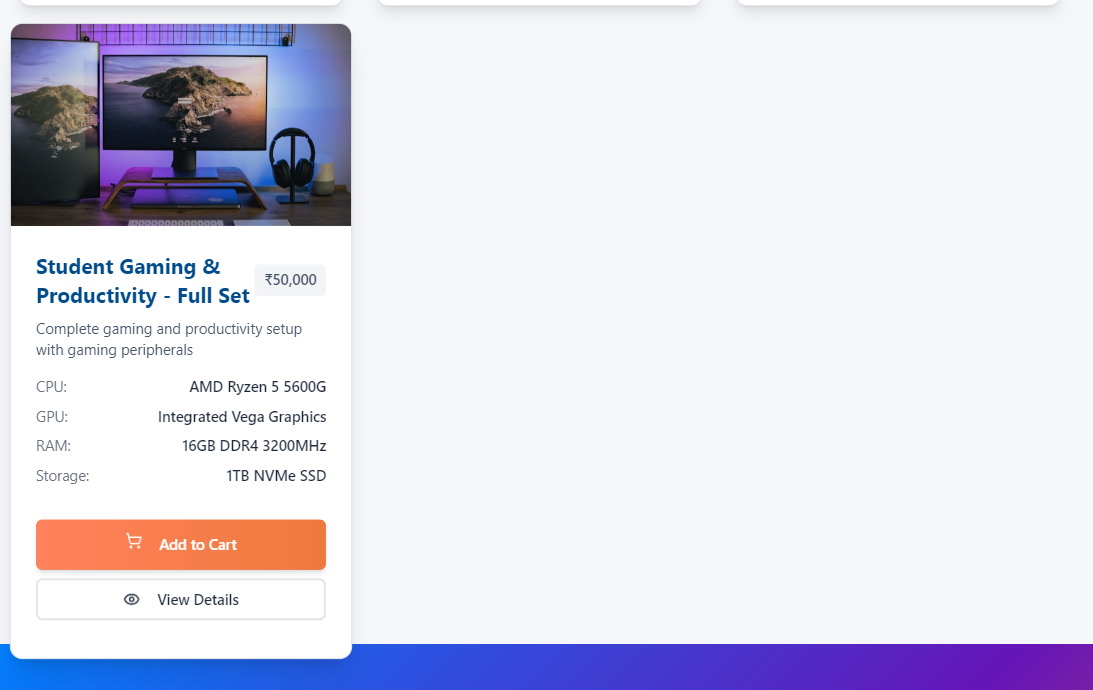 Student Gaming &
Productivity - Full Set
₹50,000
Complete gaming and productivity setup
with gaming peripherals
CPU: AMD Ryzen 5 5600G
GPU: Integrated Vega Graphics
RAM: 16GB DDR4 3200MHz
Storage: 1TB NVMe SSD
Add to Cart
View Details